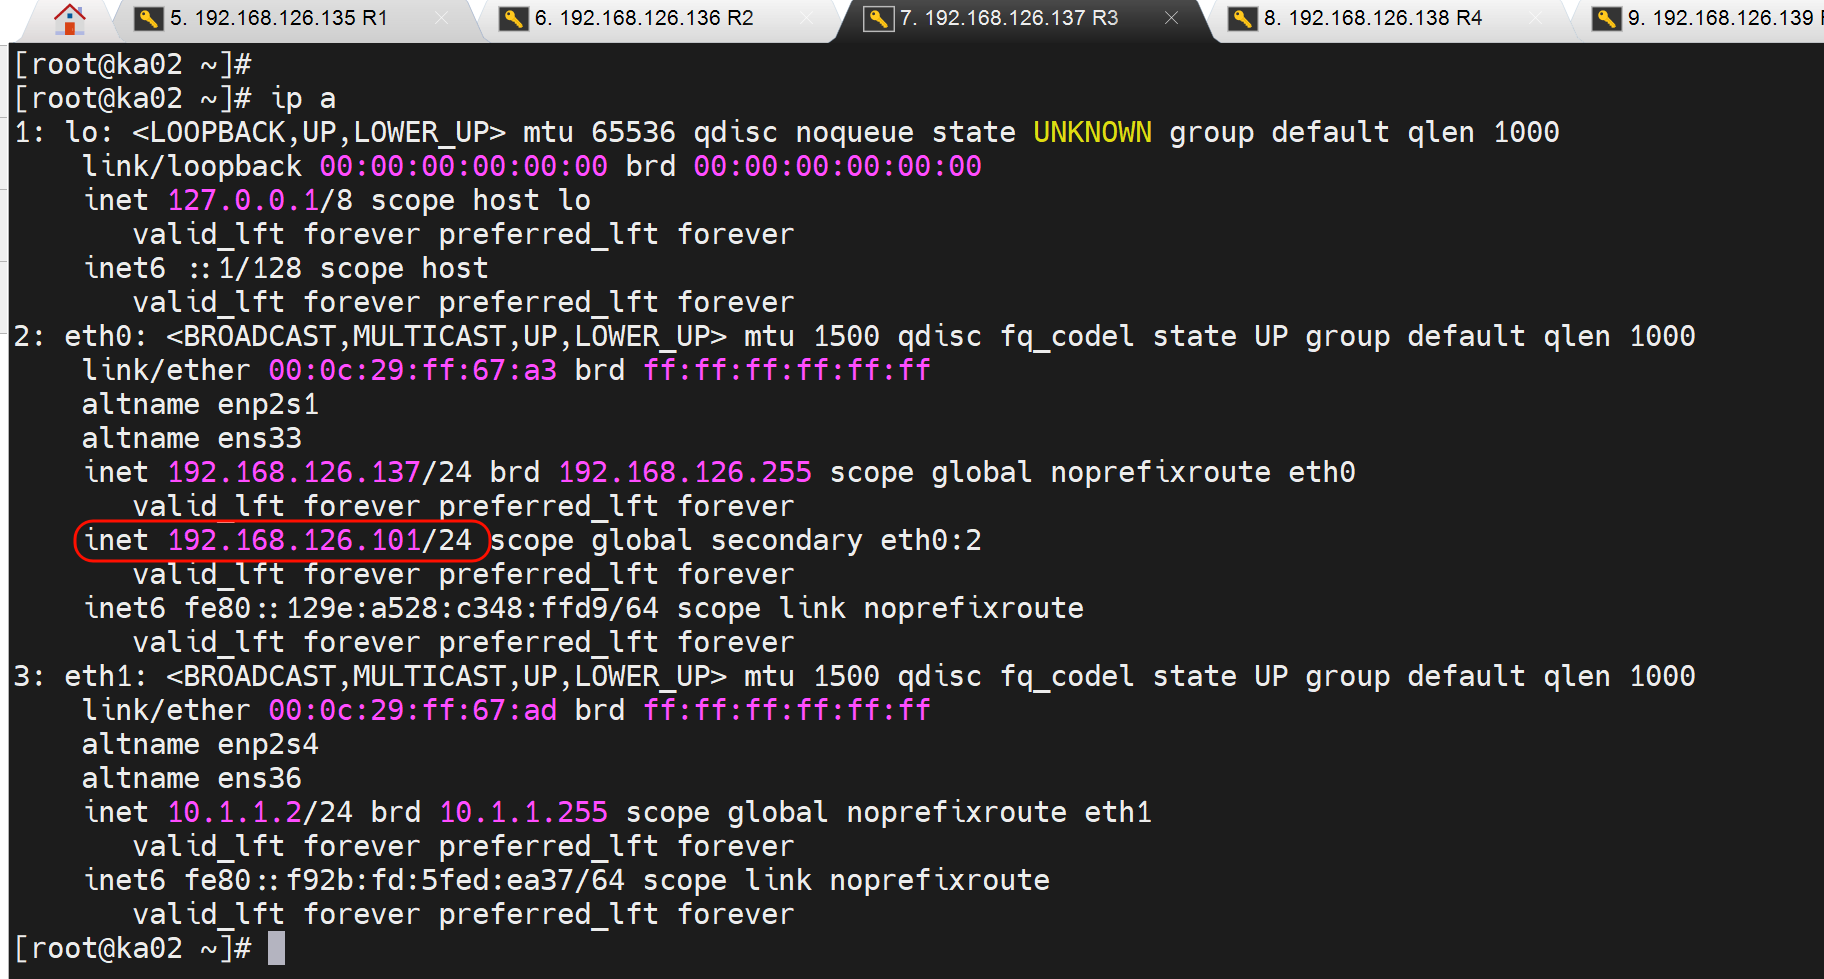 5. 192.168.126.135 R1
6. 192.168.126.136 R2
7. 192.168.126.137 R3
8. 192.168.126.138 R4
9. 192.168.126.139
[root@ka02 ~]#
[root@ka02 ~]# ip a
1: lo: <LOOPBACK,UP,LOWER_UP> mtu 65536 qdisc noqueue state UNKNOWN group default qlen 1000
link/loopback 00:00:00:00:00:00 brd 00:00:00:00:00:00
inet 127.0.0.1/8 scope host lo
valid_lft forever preferred_lft forever
inet6 ::1/128 scope host
valid_lft forever preferred_lft forever
2: eth0: <BROADCAST,MULTICAST,UP,LOWER_UP> mtu 1500 qdisc fq_codel state UP group default qlen 1000
link/ether 00:0c:29:ff:67:a3 brd ff:ff:ff:ff:ff:ff
altname enp2s1
altname ens33
inet 192.168.126.137/24 brd 192.168.126.255 scope global noprefixroute eth0
valid_lft forever preferred_lft forever
inet 192.168.126.101/24 scope global secondary eth0:2
valid_lft forever preferred_lft forever
inet6 fe80::129e:a528:c348:ffd9/64 scope link noprefixroute
valid_lft forever preferred_lft forever
3: eth1: <BROADCAST,MULTICAST,UP,LOWER_UP> mtu 1500 qdisc fq_codel state UP group default qlen 1000
link/ether 00:0c:29:ff:67:ad brd ff:ff:ff:ff:ff:ff
altname enp2s4
altname ens36
inet 10.1.1.2/24 brd 10.1.1.255 scope global noprefixroute eth1
valid_lft forever preferred_lft forever
inet6 fe80::f92b:fd:5fed:ea37/64 scope link noprefixroute
valid_lft forever preferred_lft forever
[root@ka02 ~]#